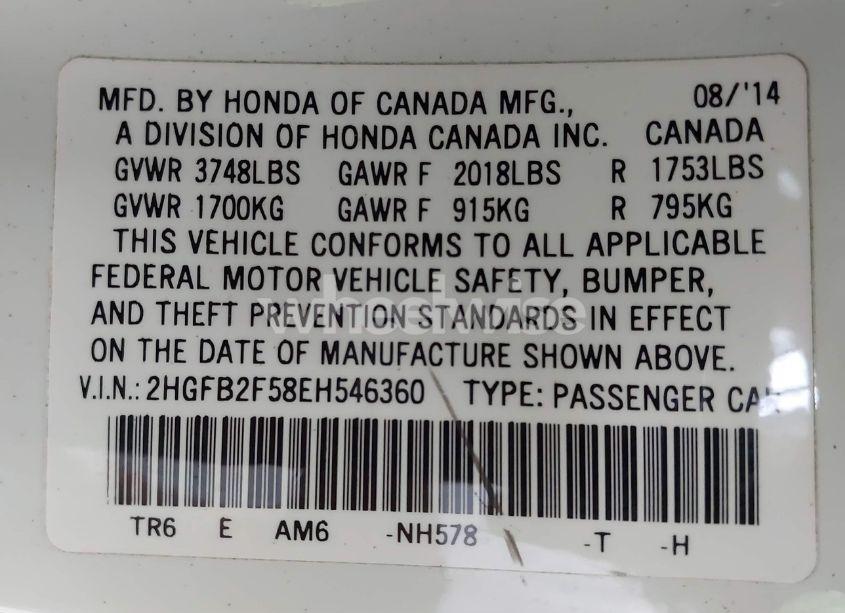 MFD. BY HONDA OF CANADA MFG., 08/'14
A DIVISION OF HONDA CANADA INC. CANADA
GVWR 3748LBS GAWR F 2018LBS R 1753LBS
GVWR 1700KG GAWR F 915KG R 795KG
THIS VEHICLE CONFORMS TO ALL APPLICABLE
FEDERAL MOTOR VEHICLE SAFETY, BUMPER,
AND THEFT PREVENTION STANDARDS IN EFFECT
wheelwise
ON THE DATE OF MANUFACTURE SHOWN ABOVE.
V.I.N.: 2HGFB2F58EH546360 TYPE: PASSENGER CAR
TR6 E AM6 -NH578 -T -H